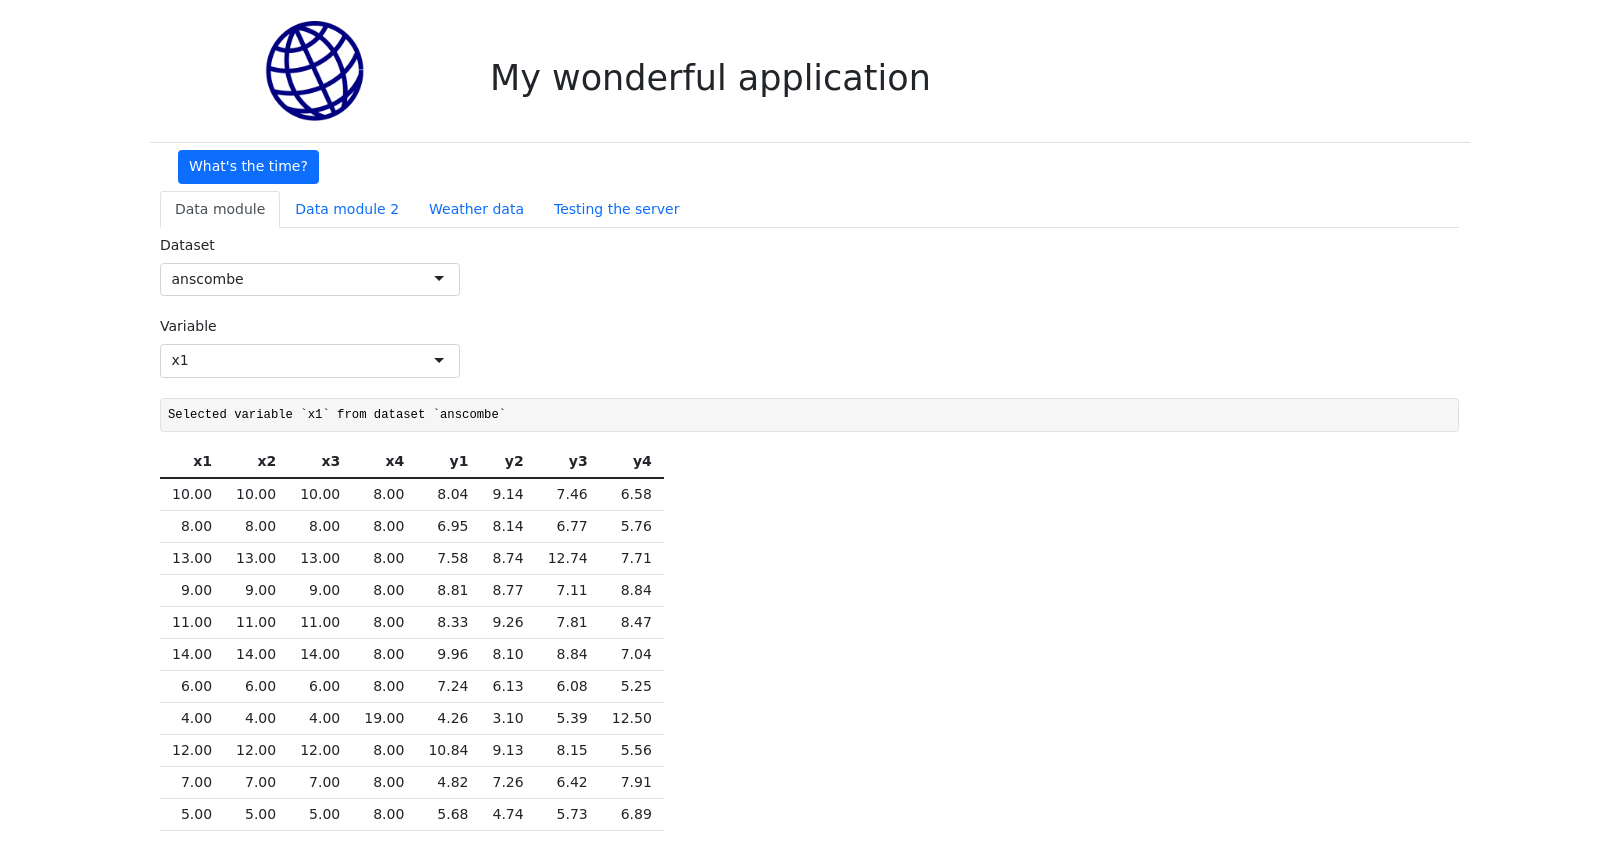 My wonderful application
What's the time?
Data module Data module 2 Weather data Testing the server
Dataset
anscombe
Variable
x1
Selected variable `x1` from dataset `anscombe`
x1 x2 x3 x4 y1 y2 y3 y4
10.00 10.00 10.00 8.00 8.04 9.14 7.46 6.58
8.00 8.00 8.00 8.00 6.95 8.14 6.77 5.76
13.00 13.00 13.00 8.00 7.58 8.74 12.74 7.71
9.00 9.00 9.00 8.00 8.81 8.77 7.11 8.84
11.00 11.00 11.00 8.00 8.33 9.26 7.81 8.47
14.00 14.00 14.00 8.00 9.96 8.10 8.84 7.04
6.00 6.00 6.00 8.00 7.24 6.13 6.08 5.25
4.00 4.00 4.00 19.00 4.26 3.10 5.39 12.50
12.00 12.00 12.00 8.00 10.84 9.13 8.15 5.56
7.00 7.00 7.00 8.00 4.82 7.26 6.42 7.91
5.00 5.00 5.00 8.00 5.68 4.74 5.73 6.89